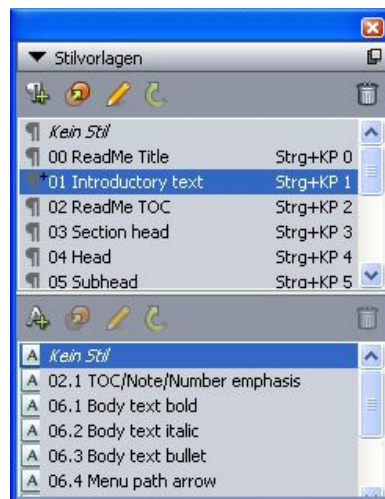 Stilvorlagen
Kein Stil
00 ReadMe Title Strg+KP 0
01 Introductory text Strg+KP 1
02 ReadMe TOC Strg+KP 2
03 Section head Strg+KP 3
04 Head Strg+KP 4
05 Subhead Strg+KP 5
Kein Stil
02.1 TOC/Note/Number emphasis
06.1 Body text bold
06.2 Body text italic
06.3 Body text bullet
06.4 Menu path arrow